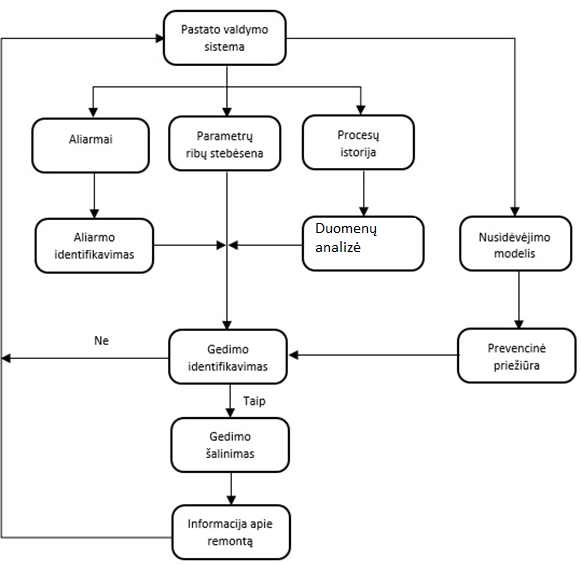 Pastato valdymo
sistema
Aliarmai
Parametrų
ribų stebėsena
Procesų
istorija
Aliarmo
identifikavimas
Duomenų
analizė
Nusidėvėjimo
modelis
Ne
Gedimo
identifikavimas
Prevencinė
priežiūra
Taip
Gedimo
šalinimas
Informacija apie
remontą